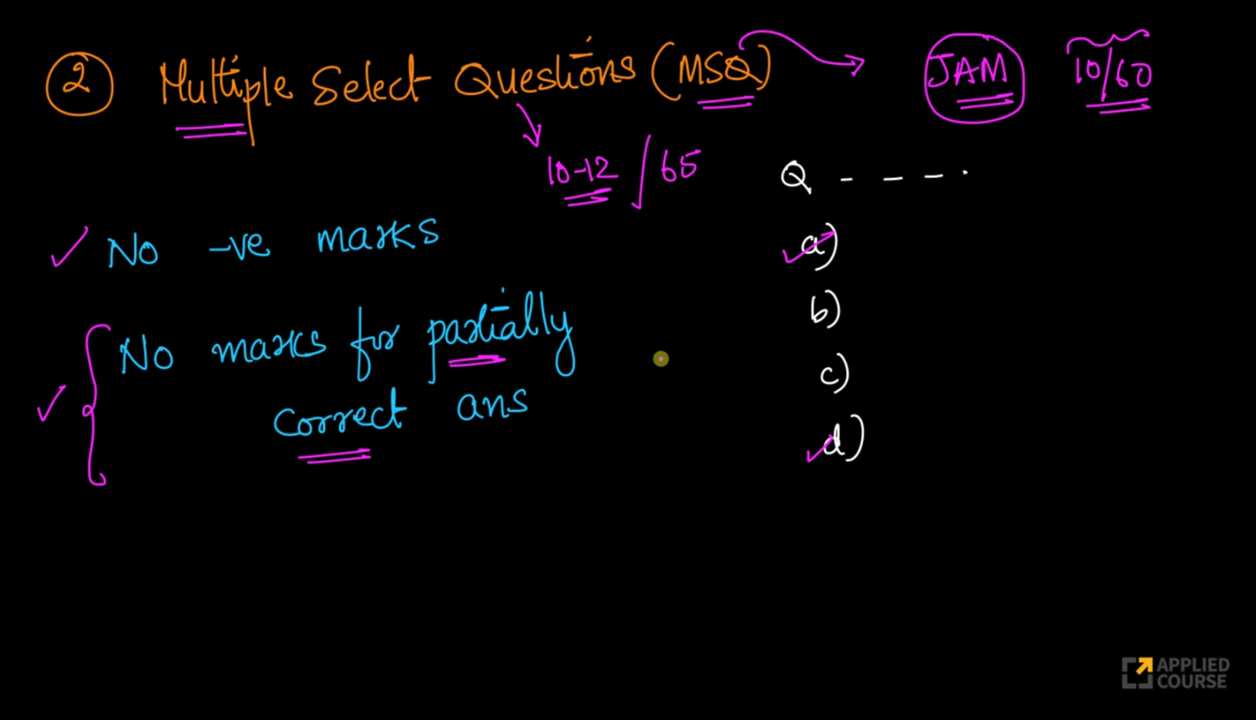 2 Multiple Select Questions (MSQ) JAM 10/60
10-12 / 65
Q - - - .
✓ No -ve marks
a)
b)
✓ No marks for partially
correct ans
c)
d)
APPLIED
COURSE